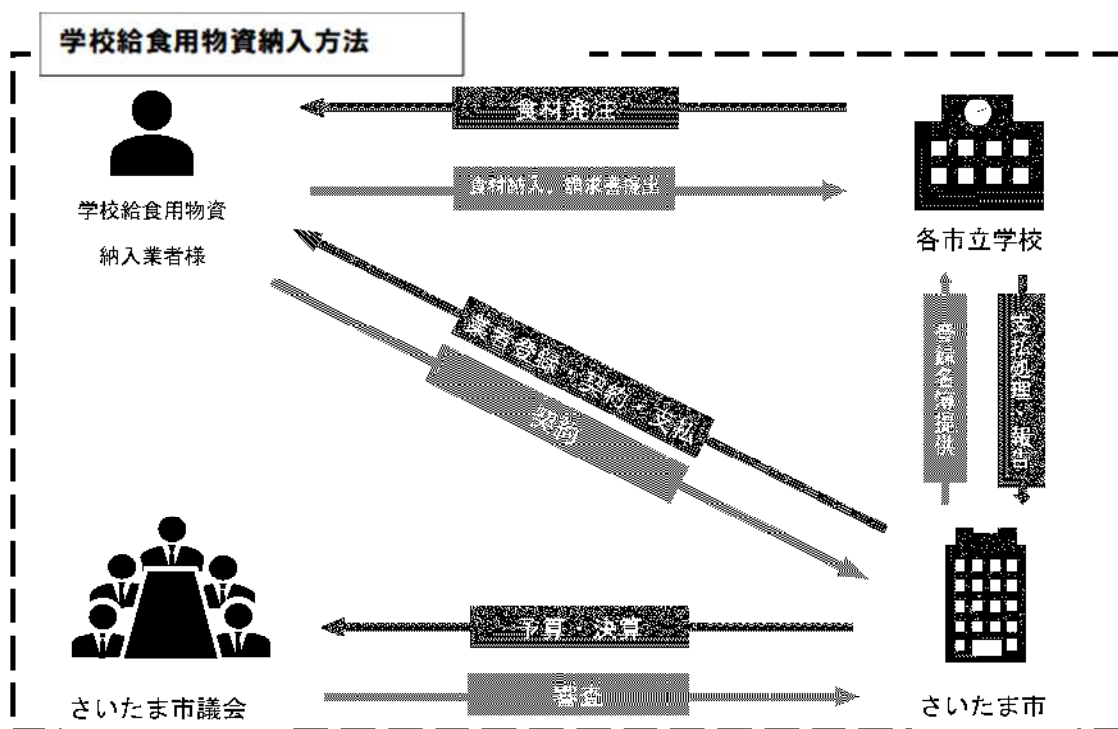 学校給食用物資納入方法
食材発注
食材納入、請求書提出
学校給食用物資
納入業者様
各市立学校
業者登録・契約・支払
契約
登録名簿提供
支払処理・報告
予算・決算
審査
さいたま市議会
さいたま市